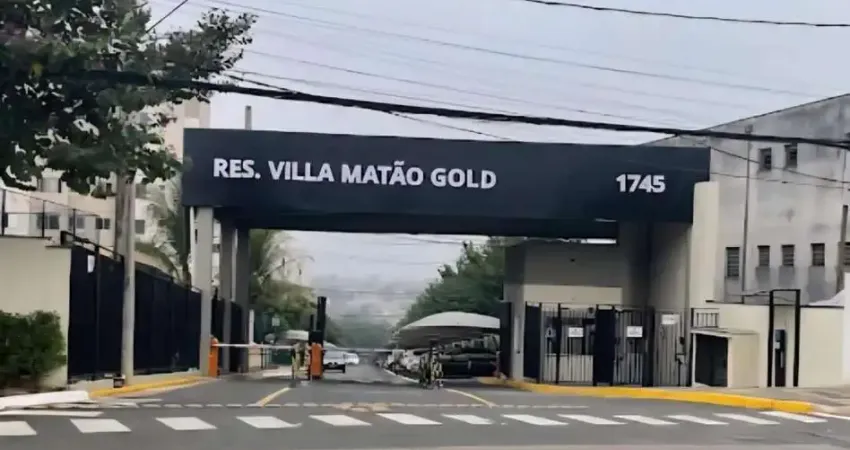 RES. VILLA MATÃO GOLD 1745